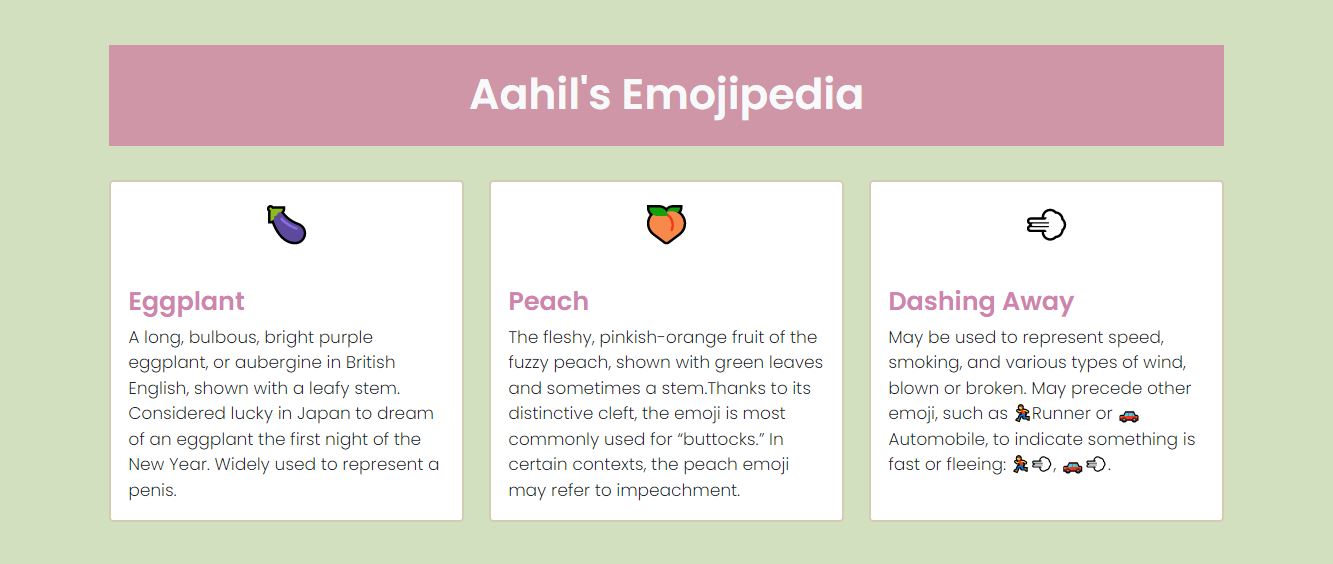 Aahil's Emojipedia
Eggplant
A long, bulbous, bright purple
eggplant, or aubergine in British
English, shown with a leafy stem.
Considered lucky in Japan to dream
of an eggplant the first night of the
New Year. Widely used to represent a
penis.
Peach
The fleshy, pinkish-orange fruit of the
fuzzy peach, shown with green leaves
and sometimes a stem.Thanks to its
distinctive cleft, the emoji is most
commonly used for “buttocks.” In
certain contexts, the peach emoji
may refer to impeachment.
Dashing Away
May be used to represent speed,
smoking, and various types of wind,
blown or broken. May precede other
emoji, such as 🏃Runner or 🚗
Automobile, to indicate something is
fast or fleeing: 🏃💨, 🚗💨.